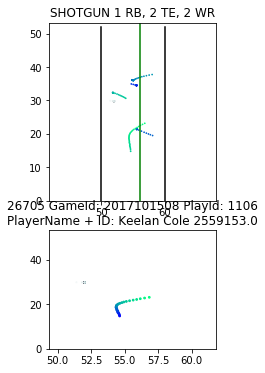 SHOTGUN 1 RB, 2 TE, 2 WR
50
40
30
20
10
0
50
60
26705 GameId: 2017101508 PlayId: 1106
PlayerName + ID: Keelan Cole 2559153.0
40
20
0
50.0 52.5 55.0 57.5 60.0